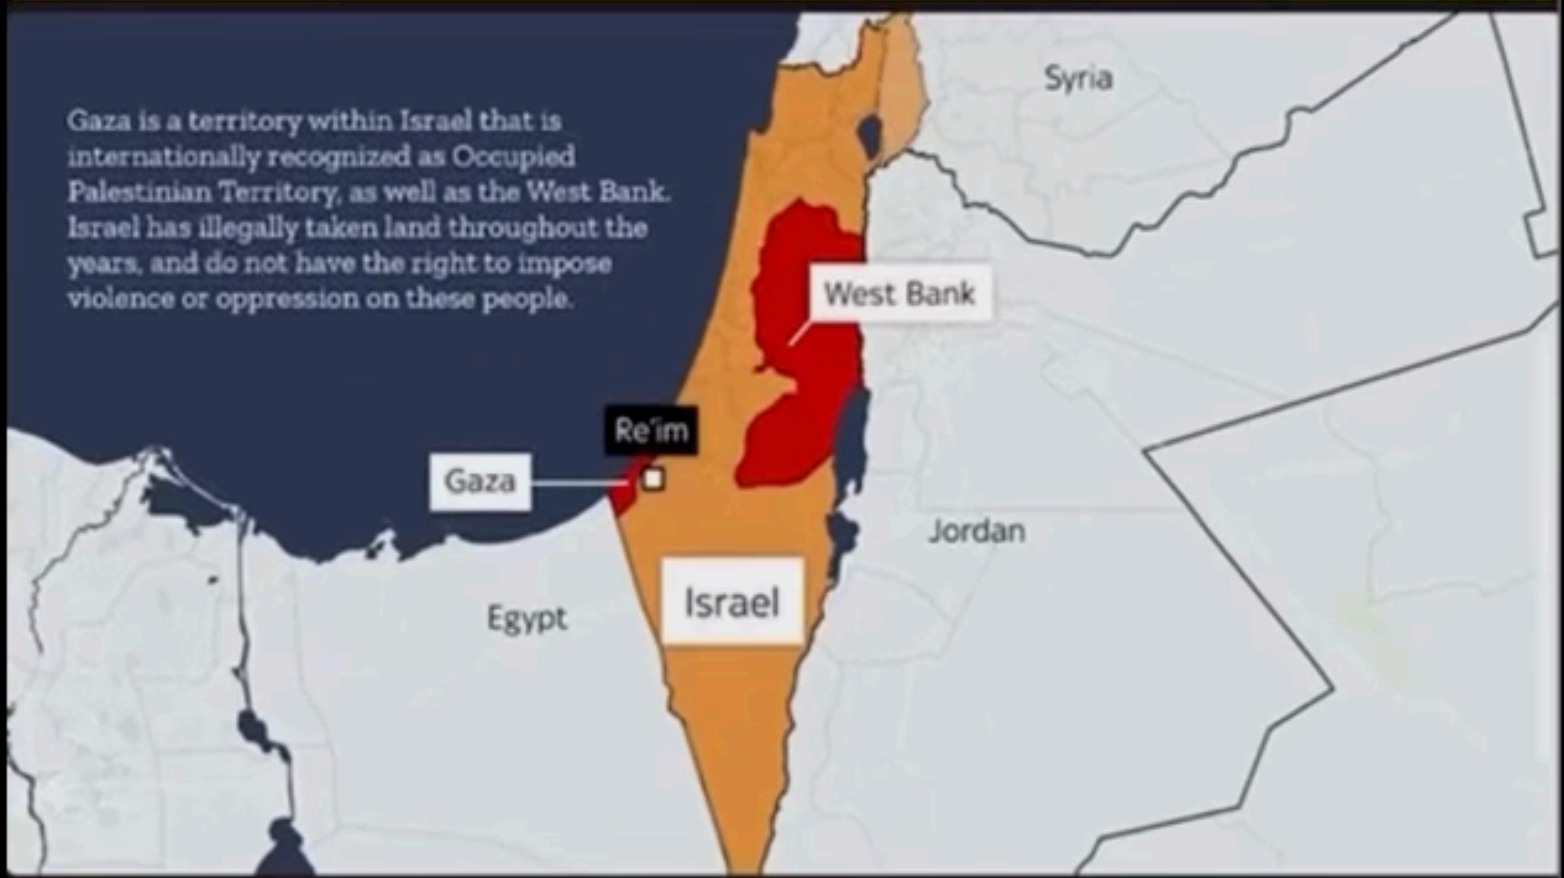 Gaza is a territory within Israel that is
internationally recognized as Occupied
Palestinian Territory, as well as the West Bank.
Israel has illegally taken land throughout the
years, and do not have the right to impose
violence or oppression on these people.
Syria
West Bank
Re'im
Gaza
Jordan
Israel
Egypt